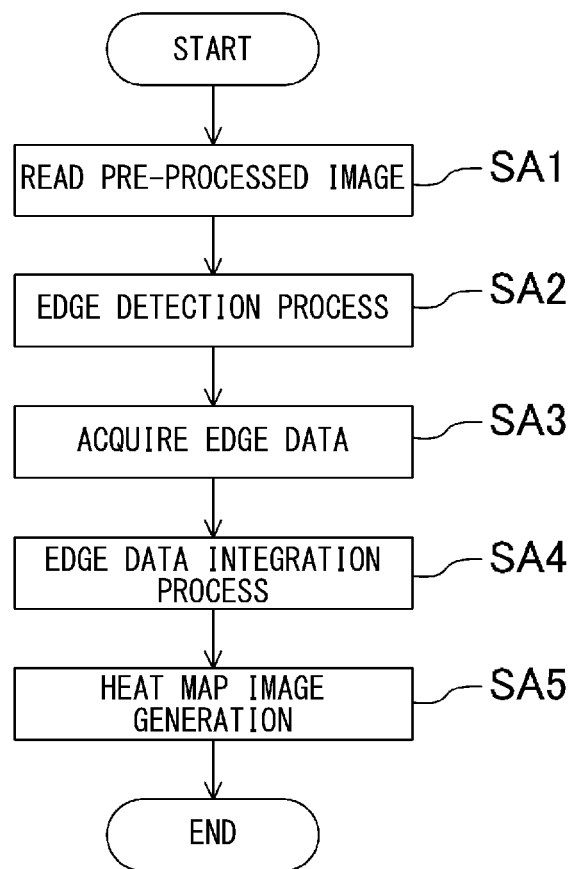 START
READ PRE-PROCESSED IMAGE
SA1
EDGE DETECTION PROCESS
SA2
ACQUIRE EDGE DATA
SA3
EDGE DATA INTEGRATION
PROCESS
SA4
HEAT MAP IMAGE
GENERATION
SA5
END